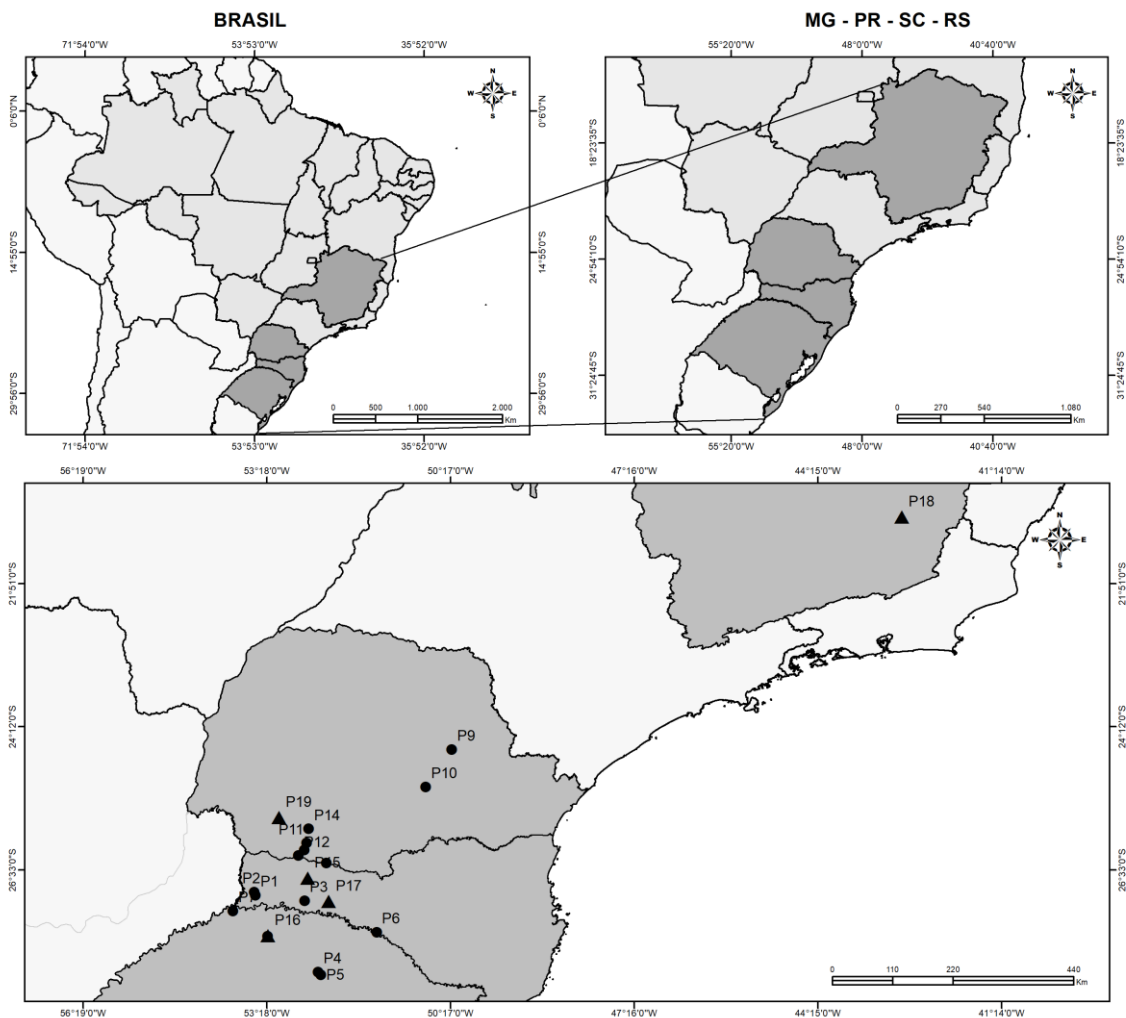 BRASIL
71°54'0"W 53°53'0"W 35°52'0"W
0°6'0"N 0°6'0"N
14°55'0"S 14°55'0"S
29°56'0"S 29°56'0"S
N
W E
S
0 500 1.000 2.000
Km
71°54'0"W 53°53'0"W 35°52'0"W
MG - PR - SC - RS
55°20'0"W 48°0'0"W 40°40'0"W
18°23'35"S 18°23'35"S
24°54'10"S 24°54'10"S
31°24'45"S 31°24'45"S
N
W E
S
0 270 540 1.080
Km
55°20'0"W 48°0'0"W 40°40'0"W
56°19'0"W 53°18'0"W 50°17'0"W 47°16'0"W 44°15'0"W 41°14'0"W
P18
N
W E
S
21°51'0"S 21°51'0"S
24°12'0"S 24°12'0"S
P9
P10
P19
P14
P11
P12
P15
26°33'0"S 26°33'0"S
P2
P1
P3
P17
P16
P6
P4
P5
0 110 220 440
Km
56°19'0"W 53°18'0"W 50°17'0"W 47°16'0"W 44°15'0"W 41°14'0"W